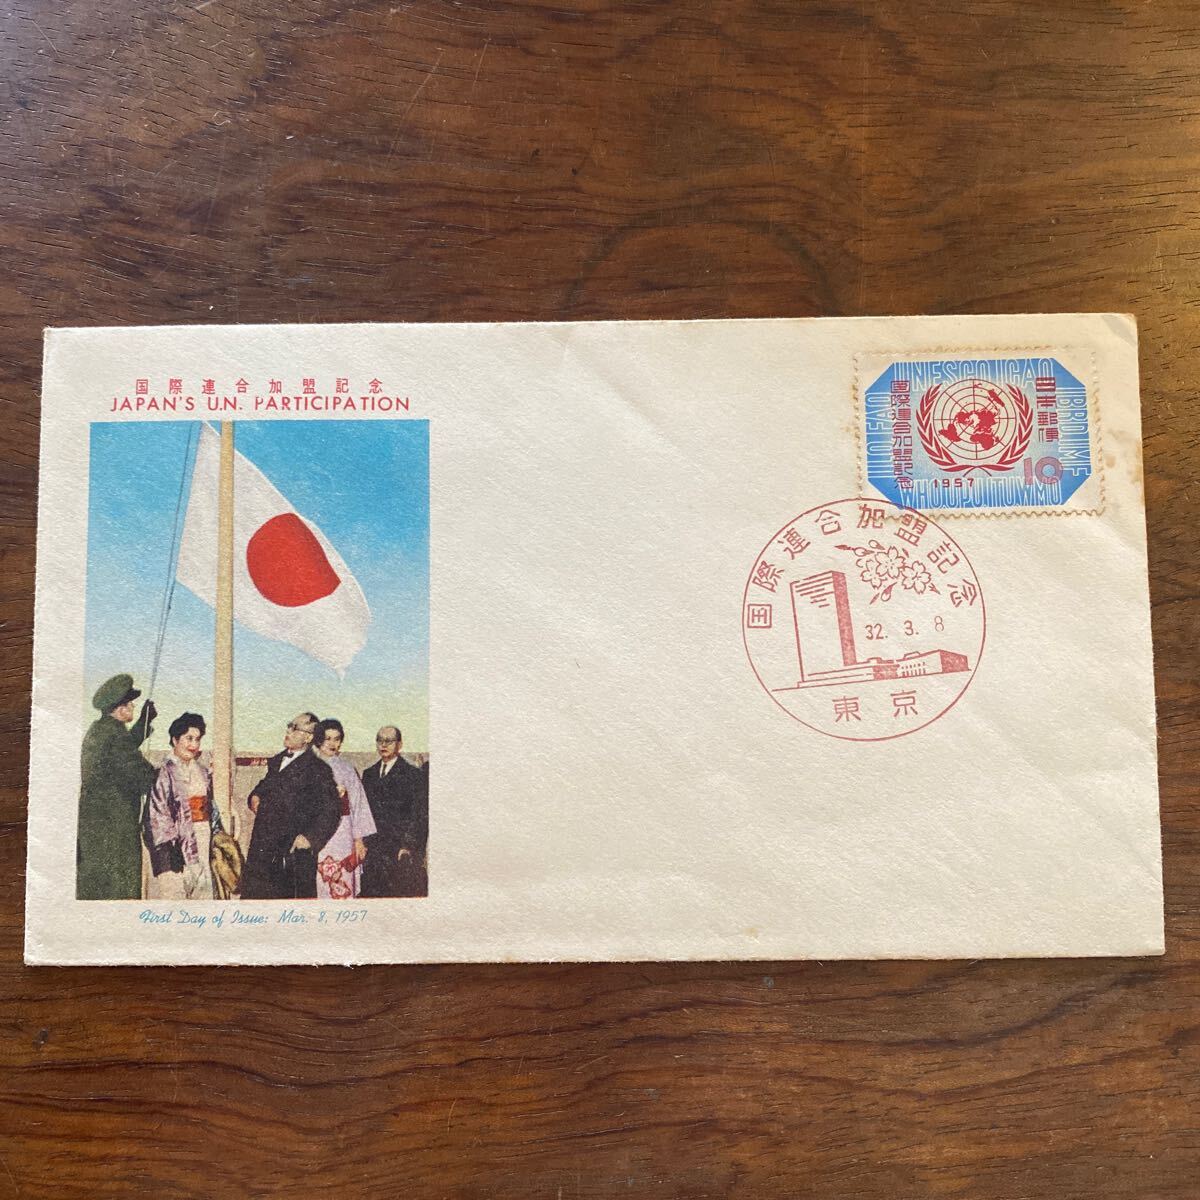 国際連合加盟記念
JAPAN'S U.N. PARTICIPATION
First Day of Issue: Mar. 8, 1957
UNESCO ICAO
IBRD IMF
WHO UPU ITU WMO
ILO FAO
国際連合加盟記念
日本郵便
1957
10
国際連合加盟記念
32. 3. 8
東京